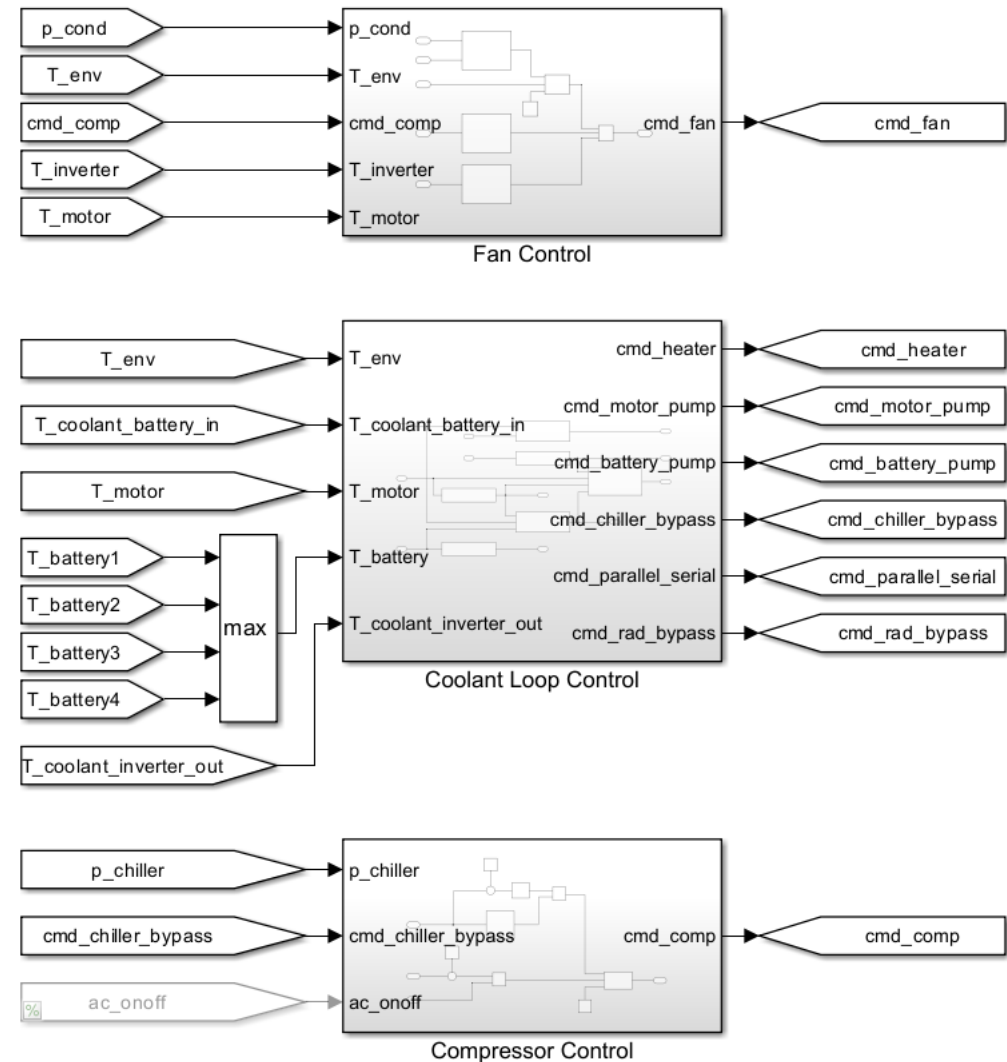 p_cond
T_env
cmd_comp
T_inverter
T_motor
p_cond
T_env
cmd_comp
T_inverter
T_motor
cmd_fan
cmd_fan
Fan Control
T_env
T_coolant_battery_in
T_motor
T_battery1
T_battery2
T_battery3
T_battery4
T_coolant_inverter_out
max
T_env
T_coolant_battery_in
T_motor
T_battery
T_coolant_inverter_out
cmd_heater
cmd_motor_pump
cmd_battery_pump
cmd_chiller_bypass
cmd_parallel_serial
cmd_rad_bypass
cmd_heater
cmd_motor_pump
cmd_battery_pump
cmd_chiller_bypass
cmd_parallel_serial
cmd_rad_bypass
Coolant Loop Control
p_chiller
cmd_chiller_bypass
ac_onoff
%
p_chiller
cmd_chiller_bypass
ac_onoff
cmd_comp
cmd_comp
Compressor Control